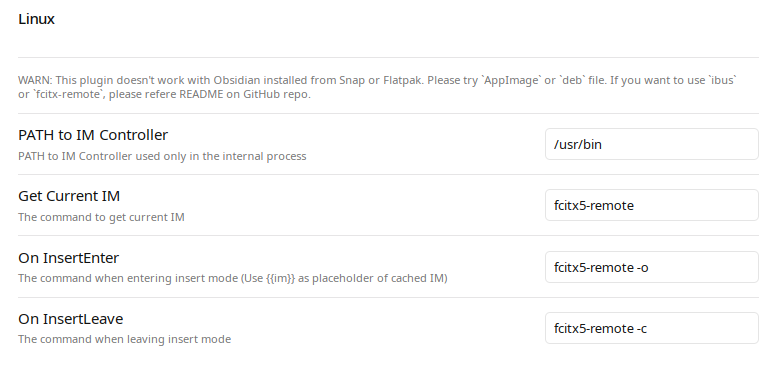 Linux
WARN: This plugin doesn't work with Obsidian installed from Snap or Flatpak. Please try `AppImage` or `deb` file. If you want to use `ibus`
or `fcitx-remote`, please refere README on GitHub repo.
PATH to IM Controller
PATH to IM Controller used only in the internal process
/usr/bin
Get Current IM
The command to get current IM
fcitx5-remote
On InsertEnter
The command when entering insert mode (Use {{im}} as placeholder of cached IM)
fcitx5-remote -o
On InsertLeave
The command when leaving insert mode
fcitx5-remote -c